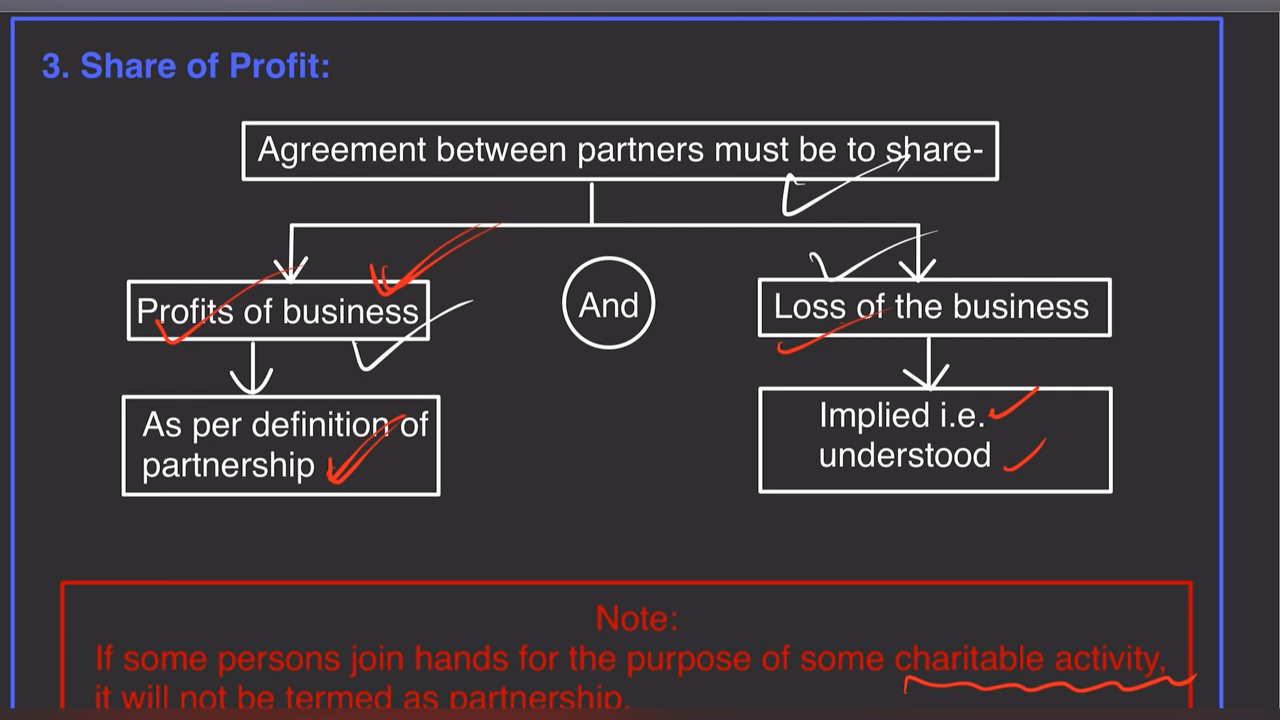 3. Share of Profit:
Agreement between partners must be to share-
Profits of business
And
Loss of the business
As per definition of
partnership
Implied i.e.
understood
Note:
If some persons join hands for the purpose of some charitable activity,
it will not be termed as partnership.